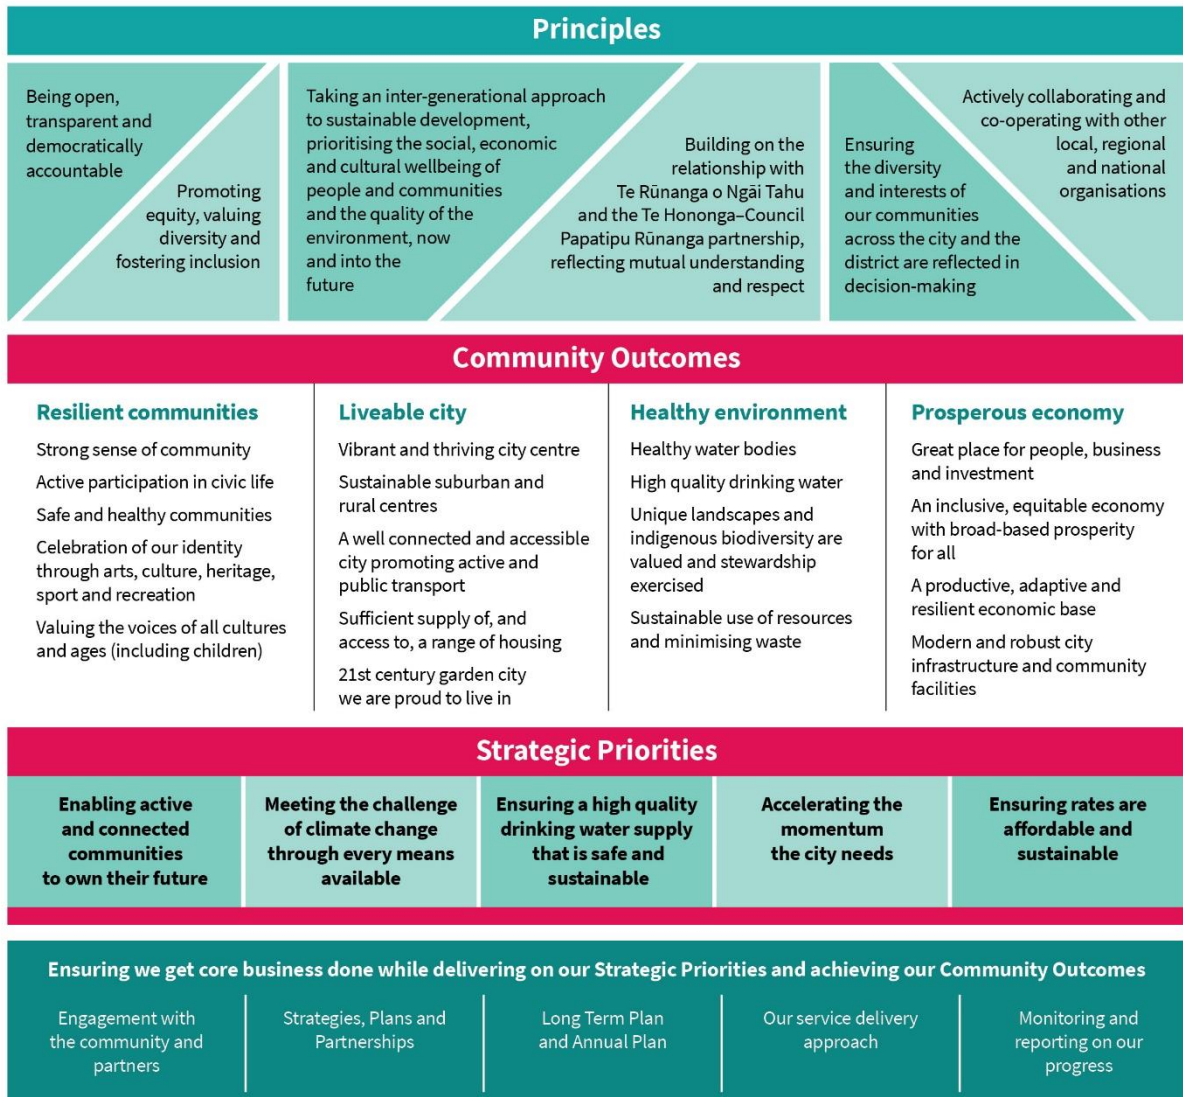 Principles
Being open,
transparent and
democratically
accountable
Promoting
equity, valuing
diversity and
fostering inclusion
Taking an inter-generational approach
to sustainable development,
prioritising the social, economic
and cultural wellbeing of
people and communities
and the quality of the
environment, now
and into the
future
Building on the
relationship with
Te Rūnanga o Ngāi Tahu
and the Te Hononga–Council
Papatipu Rūnanga partnership,
reflecting mutual understanding
and respect
Ensuring
the diversity
and interests of
our communities
across the city and the
district are reflected in
decision-making
Actively collaborating and
co-operating with other
local, regional
and national
organisations
Community Outcomes
Resilient communities
Strong sense of community
Active participation in civic life
Safe and healthy communities
Celebration of our identity
through arts, culture, heritage,
sport and recreation
Valuing the voices of all cultures
and ages (including children)
Liveable city
Vibrant and thriving city centre
Sustainable suburban and
rural centres
A well connected and accessible
city promoting active and
public transport
Sufficient supply of, and
access to, a range of housing
21st century garden city
we are proud to live in
Healthy environment
Healthy water bodies
High quality drinking water
Unique landscapes and
indigenous biodiversity are
valued and stewardship
exercised
Sustainable use of resources
and minimising waste
Prosperous economy
Great place for people, business
and investment
An inclusive, equitable economy
with broad-based prosperity
for all
A productive, adaptive and
resilient economic base
Modern and robust city
infrastructure and community
facilities
Strategic Priorities
Enabling active
and connected
communities
to own their future
Meeting the challenge
of climate change
through every means
available
Ensuring a high quality
drinking water supply
that is safe and
sustainable
Accelerating the
momentum
the city needs
Ensuring rates are
affordable and
sustainable
Ensuring we get core business done while delivering on our Strategic Priorities and achieving our Community Outcomes
Engagement with
the community and
partners
Strategies, Plans and
Partnerships
Long Term Plan
and Annual Plan
Our service delivery
approach
Monitoring and
reporting on our
progress